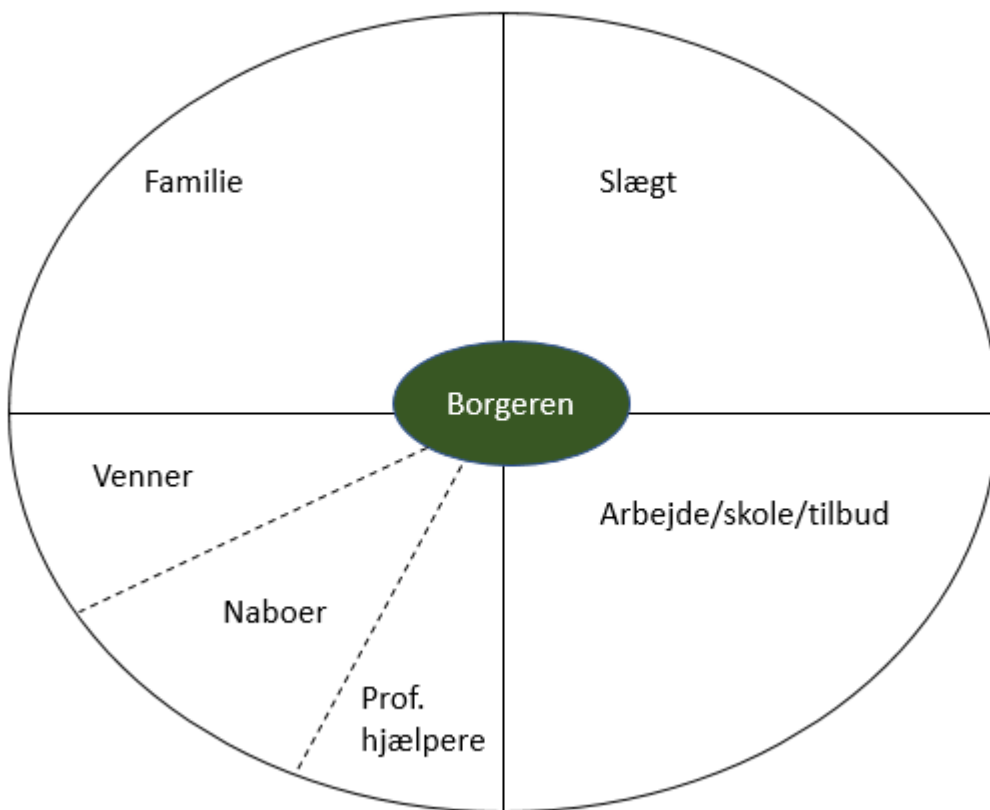 Familie
Slægt
Borgeren
Venner
Arbejde/skole/tilbud
Naboer
Prof.
hjælpere